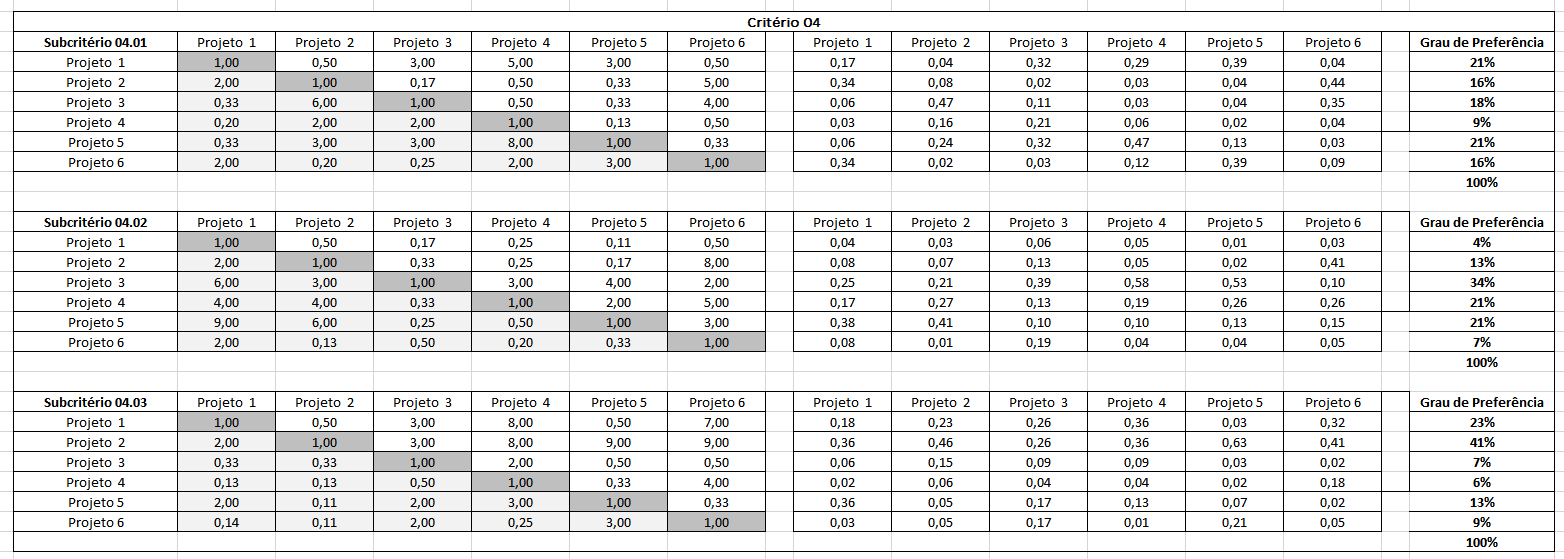 Critério 04
Subcritério 04.01 Projeto 1 Projeto 2 Projeto 3 Projeto 4 Projeto 5 Projeto 6 Projeto 1 Projeto 2 Projeto 3 Projeto 4 Projeto 5 Projeto 6 Grau de Preferência
Projeto 1 1,00 0,50 3,00 5,00 3,00 0,50 0,17 0,04 0,32 0,29 0,39 0,04 21%
Projeto 2 2,00 1,00 0,17 0,50 0,33 5,00 0,34 0,08 0,02 0,03 0,04 0,44 16%
Projeto 3 0,33 6,00 1,00 0,50 0,33 4,00 0,06 0,47 0,11 0,03 0,04 0,35 18%
Projeto 4 0,20 2,00 2,00 1,00 0,13 0,50 0,03 0,16 0,21 0,06 0,02 0,04 9%
Projeto 5 0,33 3,00 3,00 8,00 1,00 0,33 0,06 0,24 0,32 0,47 0,13 0,03 21%
Projeto 6 2,00 0,20 0,25 2,00 3,00 1,00 0,34 0,02 0,03 0,12 0,39 0,09 16%
100%
Subcritério 04.02 Projeto 1 Projeto 2 Projeto 3 Projeto 4 Projeto 5 Projeto 6 Projeto 1 Projeto 2 Projeto 3 Projeto 4 Projeto 5 Projeto 6 Grau de Preferência
Projeto 1 1,00 0,50 0,17 0,25 0,11 0,50 0,04 0,03 0,06 0,05 0,01 0,03 4%
Projeto 2 2,00 1,00 0,33 0,25 0,17 8,00 0,08 0,07 0,13 0,05 0,02 0,41 13%
Projeto 3 6,00 3,00 1,00 3,00 4,00 2,00 0,25 0,21 0,39 0,58 0,53 0,10 34%
Projeto 4 4,00 4,00 0,33 1,00 2,00 5,00 0,17 0,27 0,13 0,19 0,26 0,26 21%
Projeto 5 9,00 6,00 0,25 0,50 1,00 3,00 0,38 0,41 0,10 0,10 0,13 0,15 21%
Projeto 6 2,00 0,13 0,50 0,20 0,33 1,00 0,08 0,01 0,19 0,04 0,04 0,05 7%
100%
Subcritério 04.03 Projeto 1 Projeto 2 Projeto 3 Projeto 4 Projeto 5 Projeto 6 Projeto 1 Projeto 2 Projeto 3 Projeto 4 Projeto 5 Projeto 6 Grau de Preferência
Projeto 1 1,00 0,50 3,00 8,00 0,50 7,00 0,18 0,23 0,26 0,36 0,03 0,32 23%
Projeto 2 2,00 1,00 3,00 8,00 9,00 9,00 0,36 0,46 0,26 0,36 0,63 0,41 41%
Projeto 3 0,33 0,33 1,00 2,00 0,50 0,50 0,06 0,15 0,09 0,09 0,03 0,02 7%
Projeto 4 0,13 0,13 0,50 1,00 0,33 4,00 0,02 0,06 0,04 0,04 0,02 0,18 6%
Projeto 5 2,00 0,11 2,00 3,00 1,00 0,33 0,36 0,05 0,17 0,13 0,07 0,02 13%
Projeto 6 0,14 0,11 2,00 0,25 3,00 1,00 0,03 0,05 0,17 0,01 0,21 0,05 9%
100%